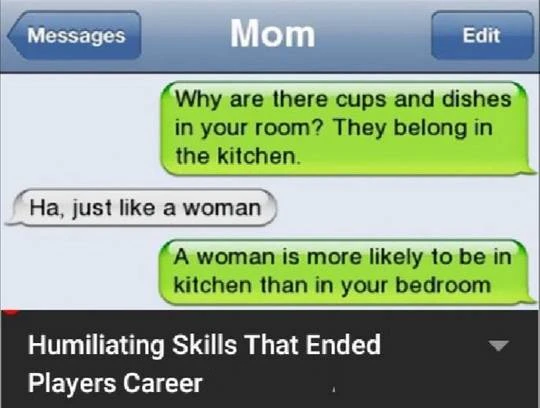 Messages
Mom
Edit
Why are there cups and dishes
in your room? They belong in
the kitchen.
Ha, just like a woman
A woman is more likely to be in
kitchen than in your bedroom
Humiliating Skills That Ended
Players Career